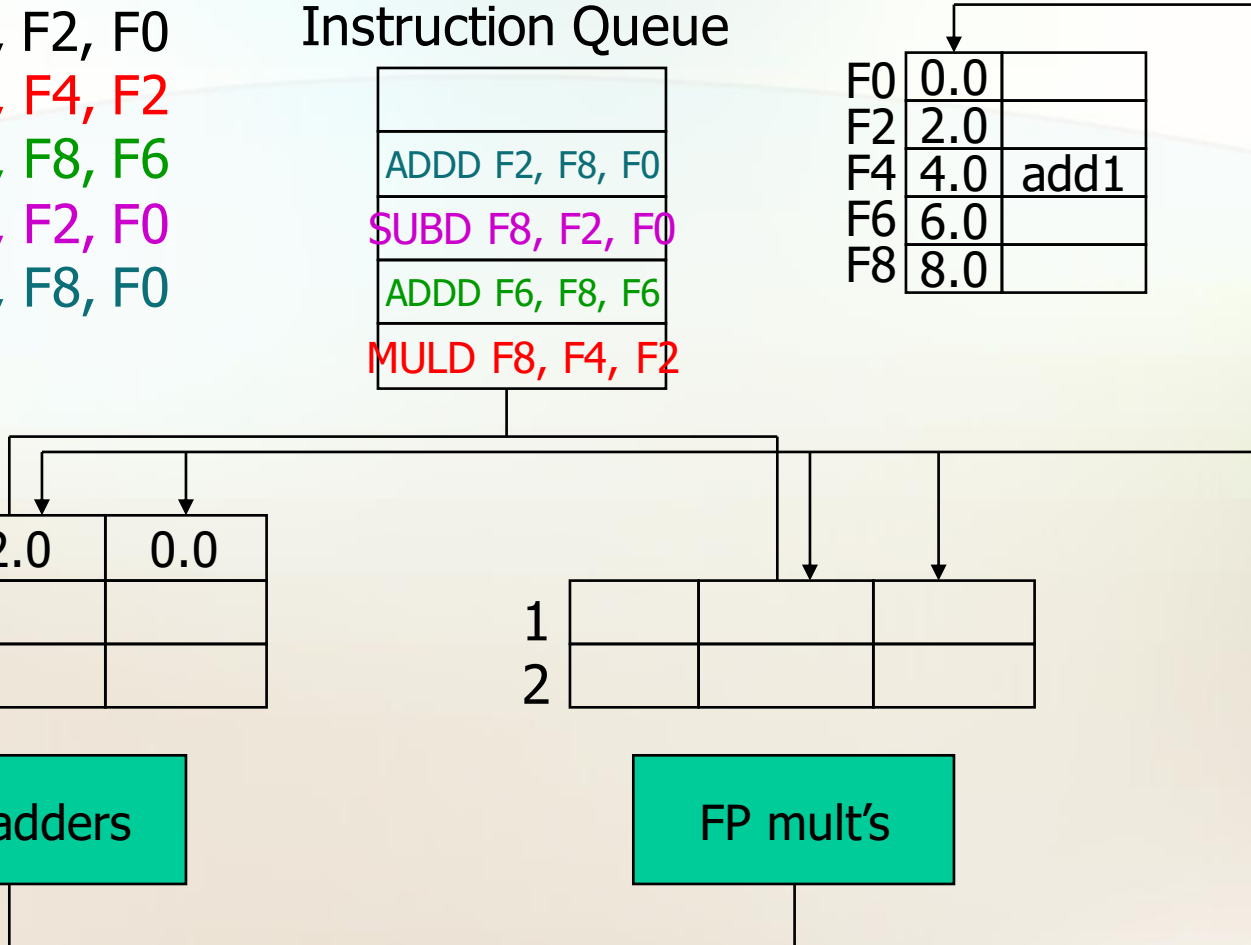 , F2, F0
, F4, F2
, F8, F6
, F2, F0
, F8, F0
Instruction Queue
ADDD F2, F8, F0
SUBD F8, F2, F0
ADDD F6, F8, F6
MULD F8, F4, F2
F0 0.0
F2 2.0
F4 4.0 add1
F6 6.0
F8 8.0
2.0 0.0
1
2
adders
FP mult’s